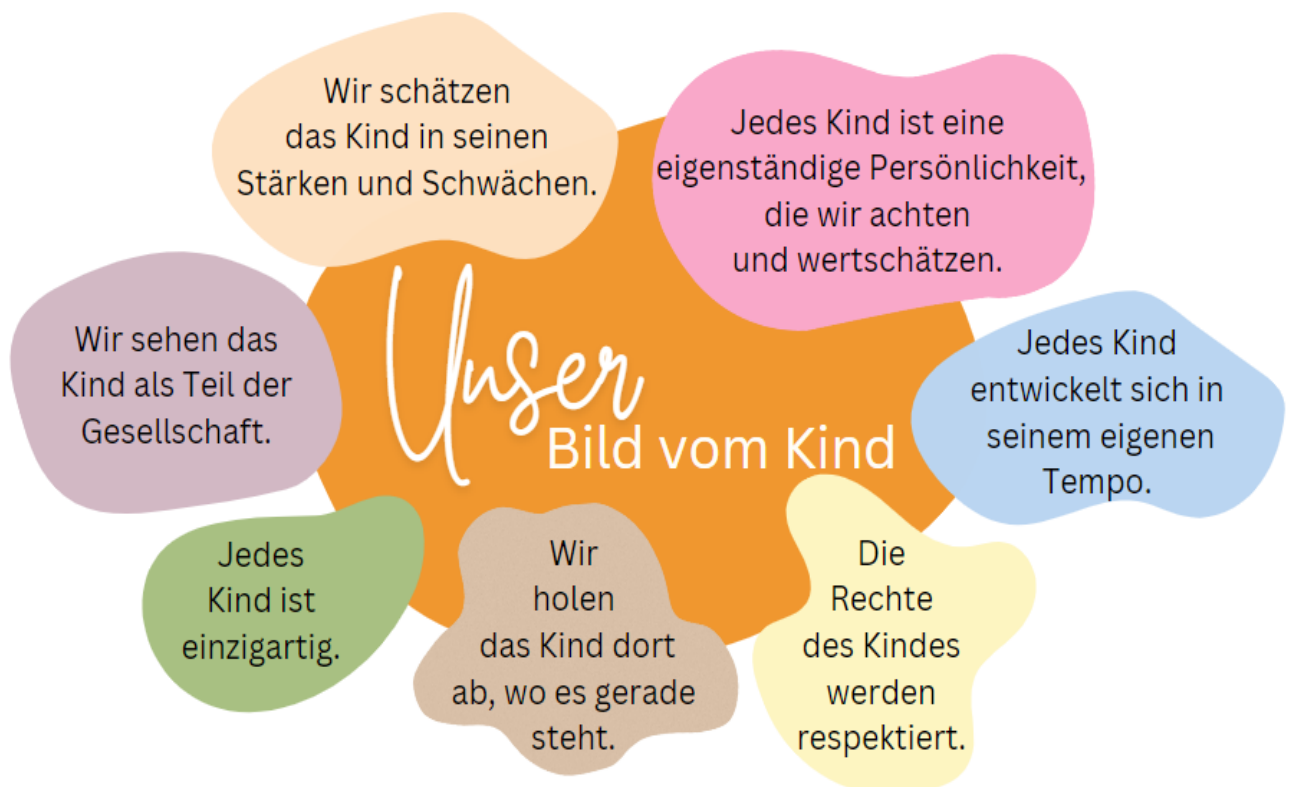 Wir schätzen
das Kind in seinen
Stärken und Schwächen.
Jedes Kind ist eine
eigenständige Persönlichkeit,
die wir achten
und wertschätzen.
Wir sehen das
Kind als Teil der
Gesellschaft.
Unser
Bild vom Kind
Jedes Kind
entwickelt sich in
seinem eigenen
Tempo.
Jedes
Kind ist
einzigartig.
Wir
holen
das Kind dort
ab, wo es gerade
steht.
Die
Rechte
des Kindes
werden
respektiert.